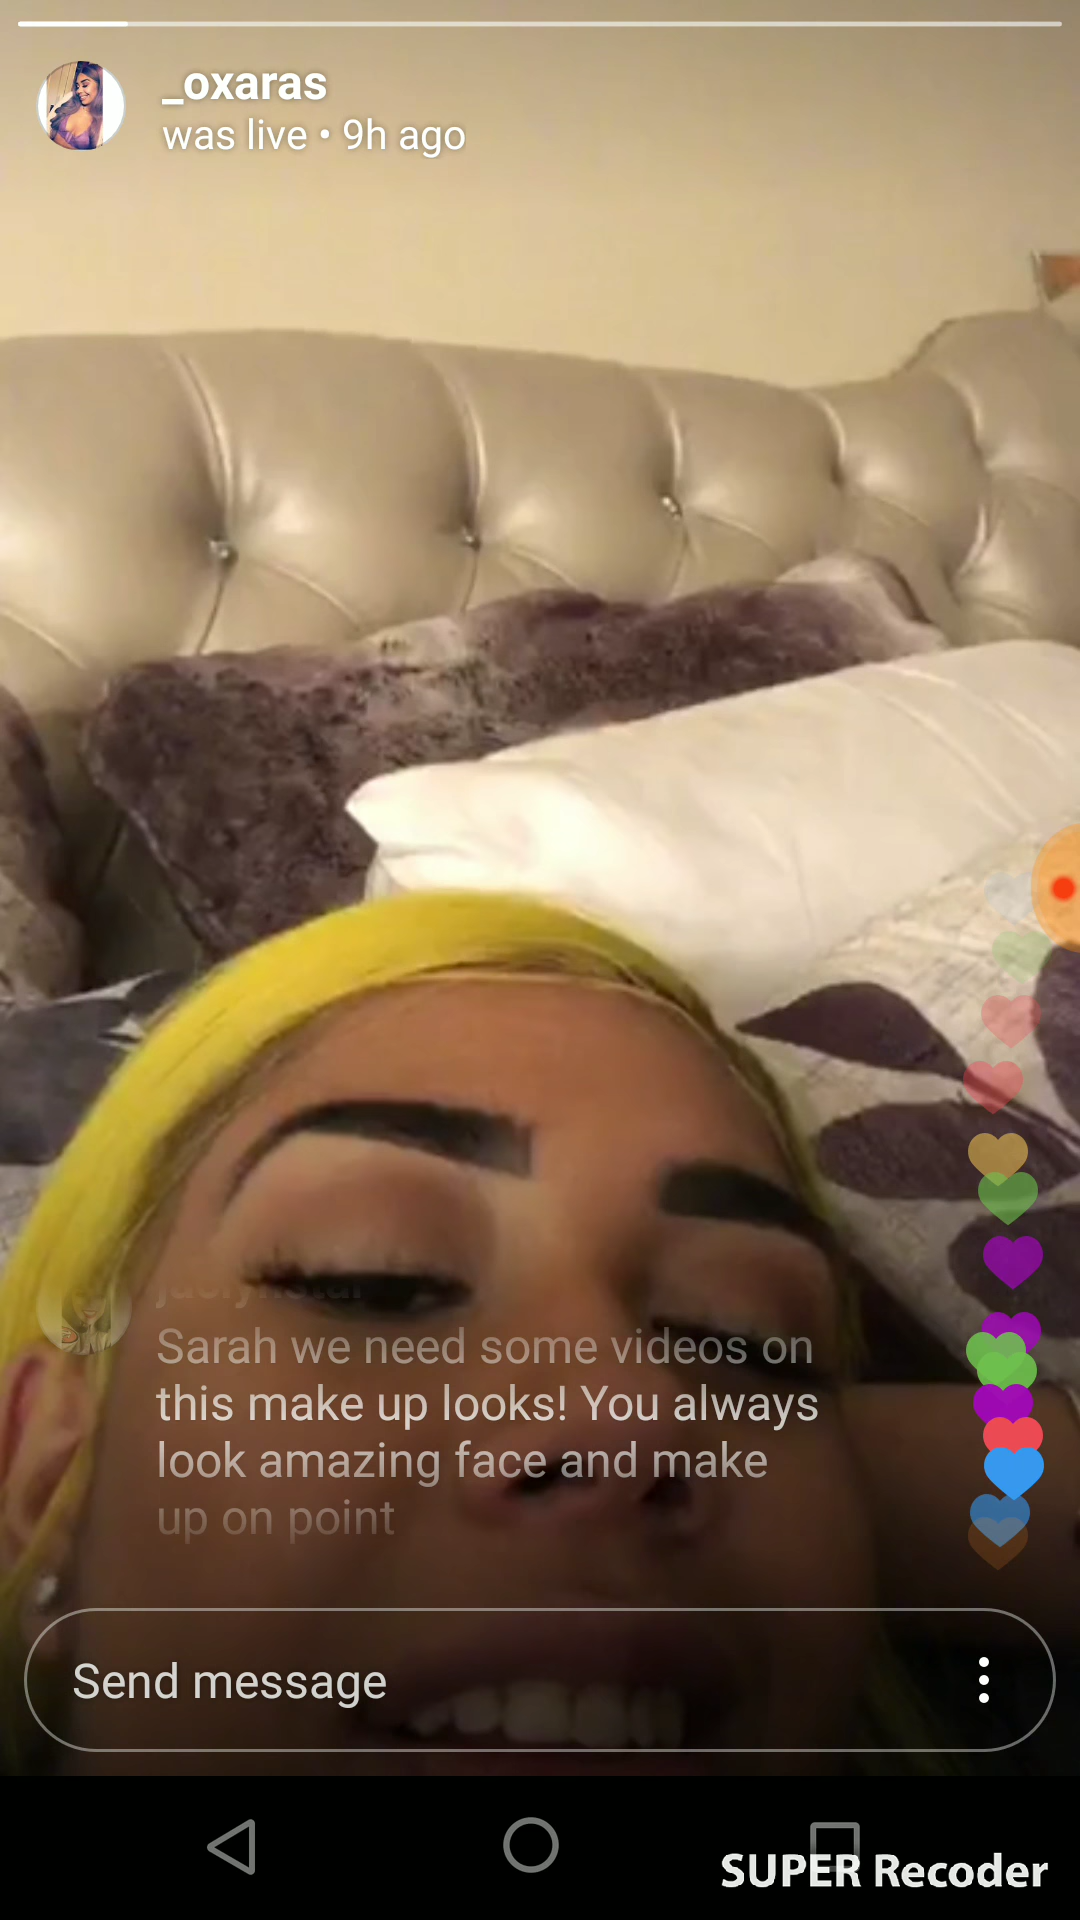 _oxaras
was live • 9h ago
Sarah we need some videos on
this make up looks! You always
look amazing face and make
up on point
Send message
SUPER Recoder